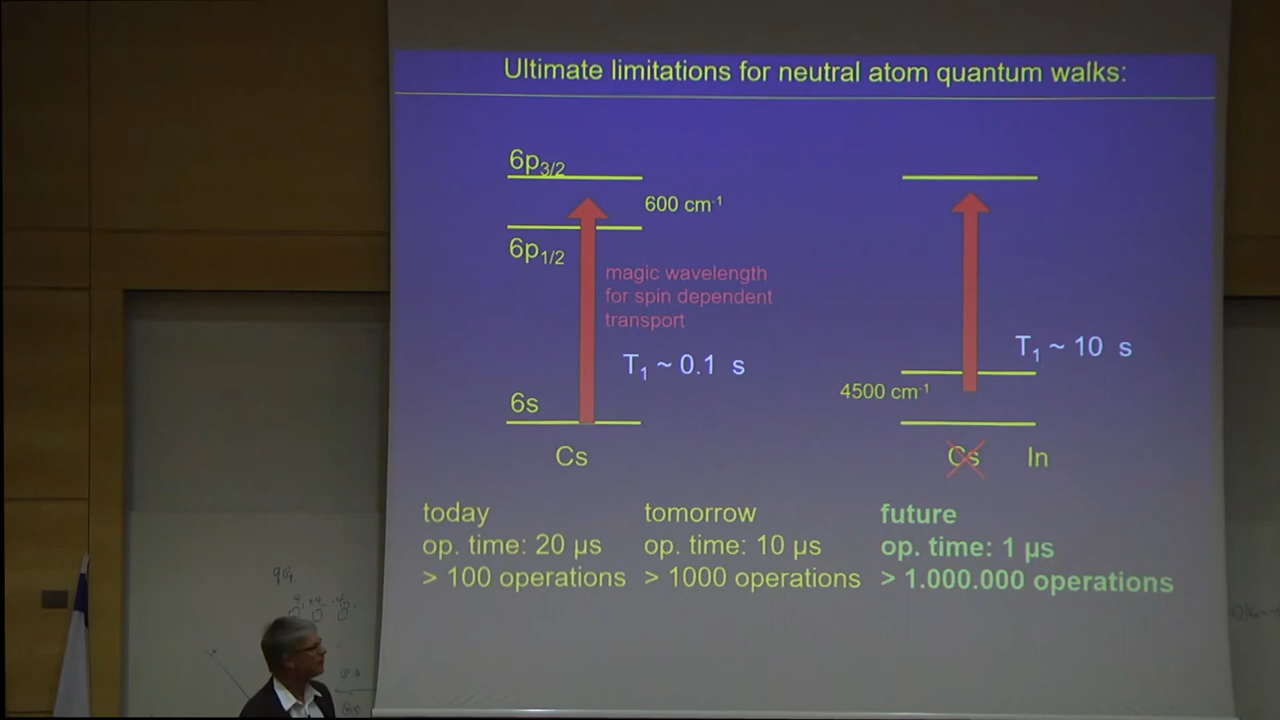 Ultimate limitations for neutral atom quantum walks:
6p3/2
600 cm-1
6p1/2
magic wavelength
for spin dependent
transport
T1 ~ 0.1 s
6s
Cs
T1 ~ 10 s
4500 cm-1
Cs In
today
op. time: 20 µs
> 100 operations
tomorrow
op. time: 10 µs
> 1000 operations
future
op. time: 1 µs
> 1.000.000 operations